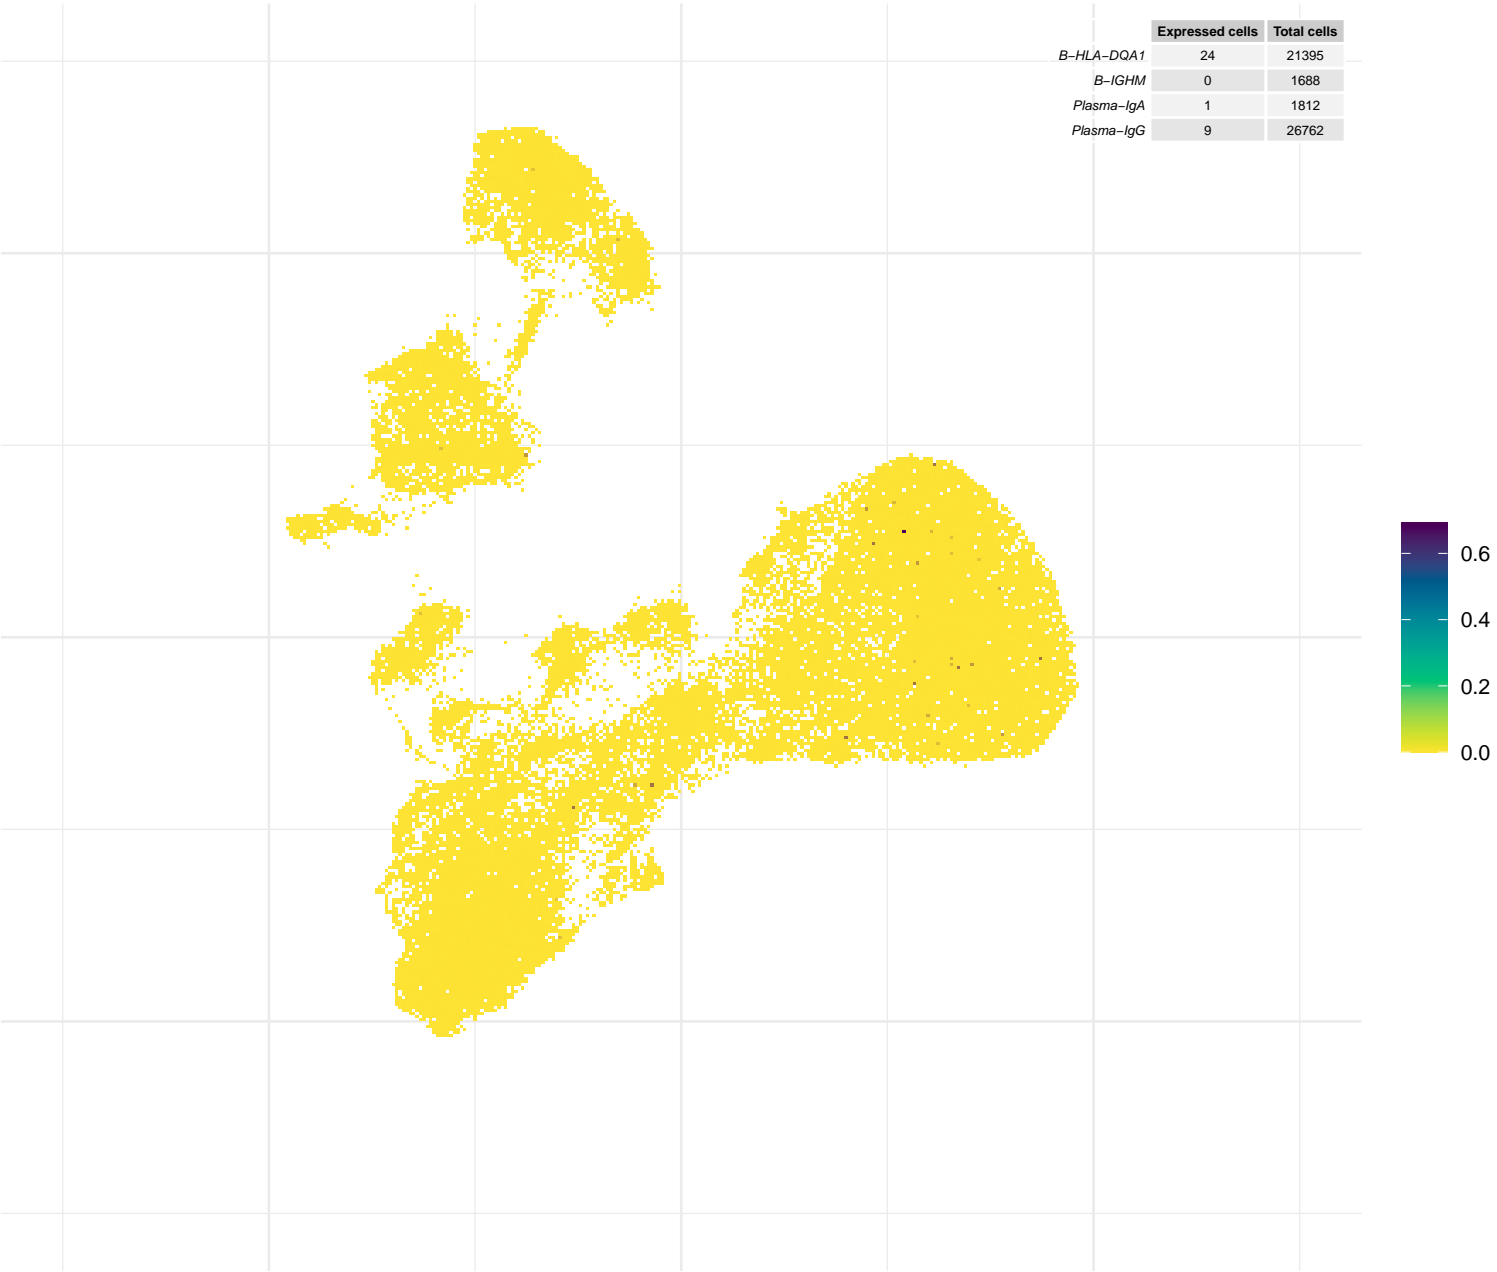 Expressed cells Total cells
B−HLA−DQA1 24 21395
B−IGHM 0 1688
Plasma−IgA 1 1812
Plasma−IgG 9 26762
0.6
0.4
0.2
0.0